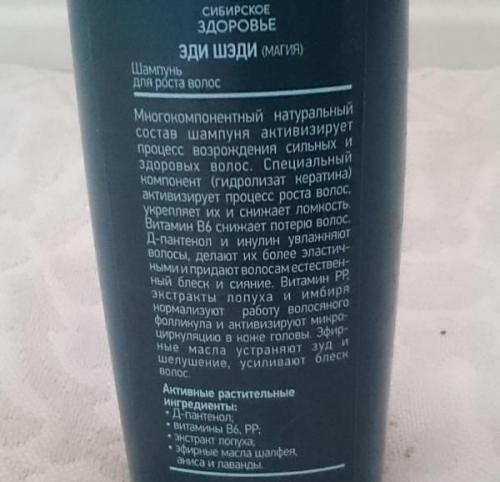 СИБИРСКОЕ
ЗДОРОВЬЕ
ЭДИ ШЭДИ (МАГИЯ)
Шампунь
для роста волос
Многокомпонентный натуральный
состав шампуня активизирует
процесс возрождения сильных и
здоровых волос. Специальный
компонент (гидролизат кератина)
активизирует процесс роста волос,
укрепляет их и снижает ломкость.
Витамин В6 снижает потерю волос.
Д-пантенол и инулин увлажняют
волосы, делают их более эластич-
ными и придают волосам естествен-
ный блеск и сияние. Витамин РР,
экстракты лопуха и имбиря
нормализуют работу волосяного
фолликула и активизируют микро-
циркуляцию в коже головы. Эфир-
ные масла устраняют зуд и
шелушение, усиливают блеск
волос.
Активные растительные
ингредиенты:
• Д-пантенол;
• витамины В6, РР;
• экстракт лопуха;
• эфирные масла шалфея,
аниса и лаванды.